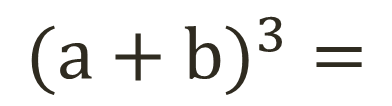 (a + b)³ =